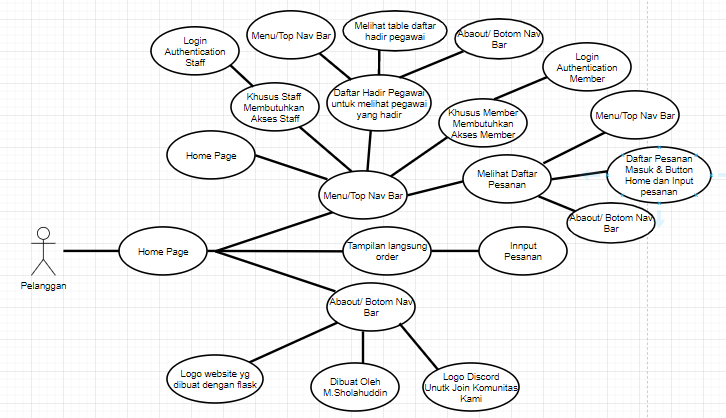 Login
Authentication
Staff
Menu/Top Nav Bar
Melihat table daftar
hadir pegawai
Abaout/ Botom Nav
Bar
Login
Authentication
Member
Khusus Staff
Membutuhkan
Akses Staff
Daftar Hadir Pegawai
untuk melihat pegawai
yang hadir
Khusus Member
Membutuhkan
Akses Member
Menu/Top Nav Bar
Home Page
Melihat Daftar
Pesanan
Daftar Pesanan
Masuk & Button
Home dan Input
pesanan
Menu/Top Nav Bar
Abaout/ Botom Nav
Bar
Pelanggan
Home Page
Tampilan langsung
order
Innput
Pesanan
Abaout/ Botom Nav
Bar
Logo website yg
dibuat dengan flask
Dibuat Oleh
M.Sholahuddin
Logo Discord
Unutk Join Komunitas
Kami